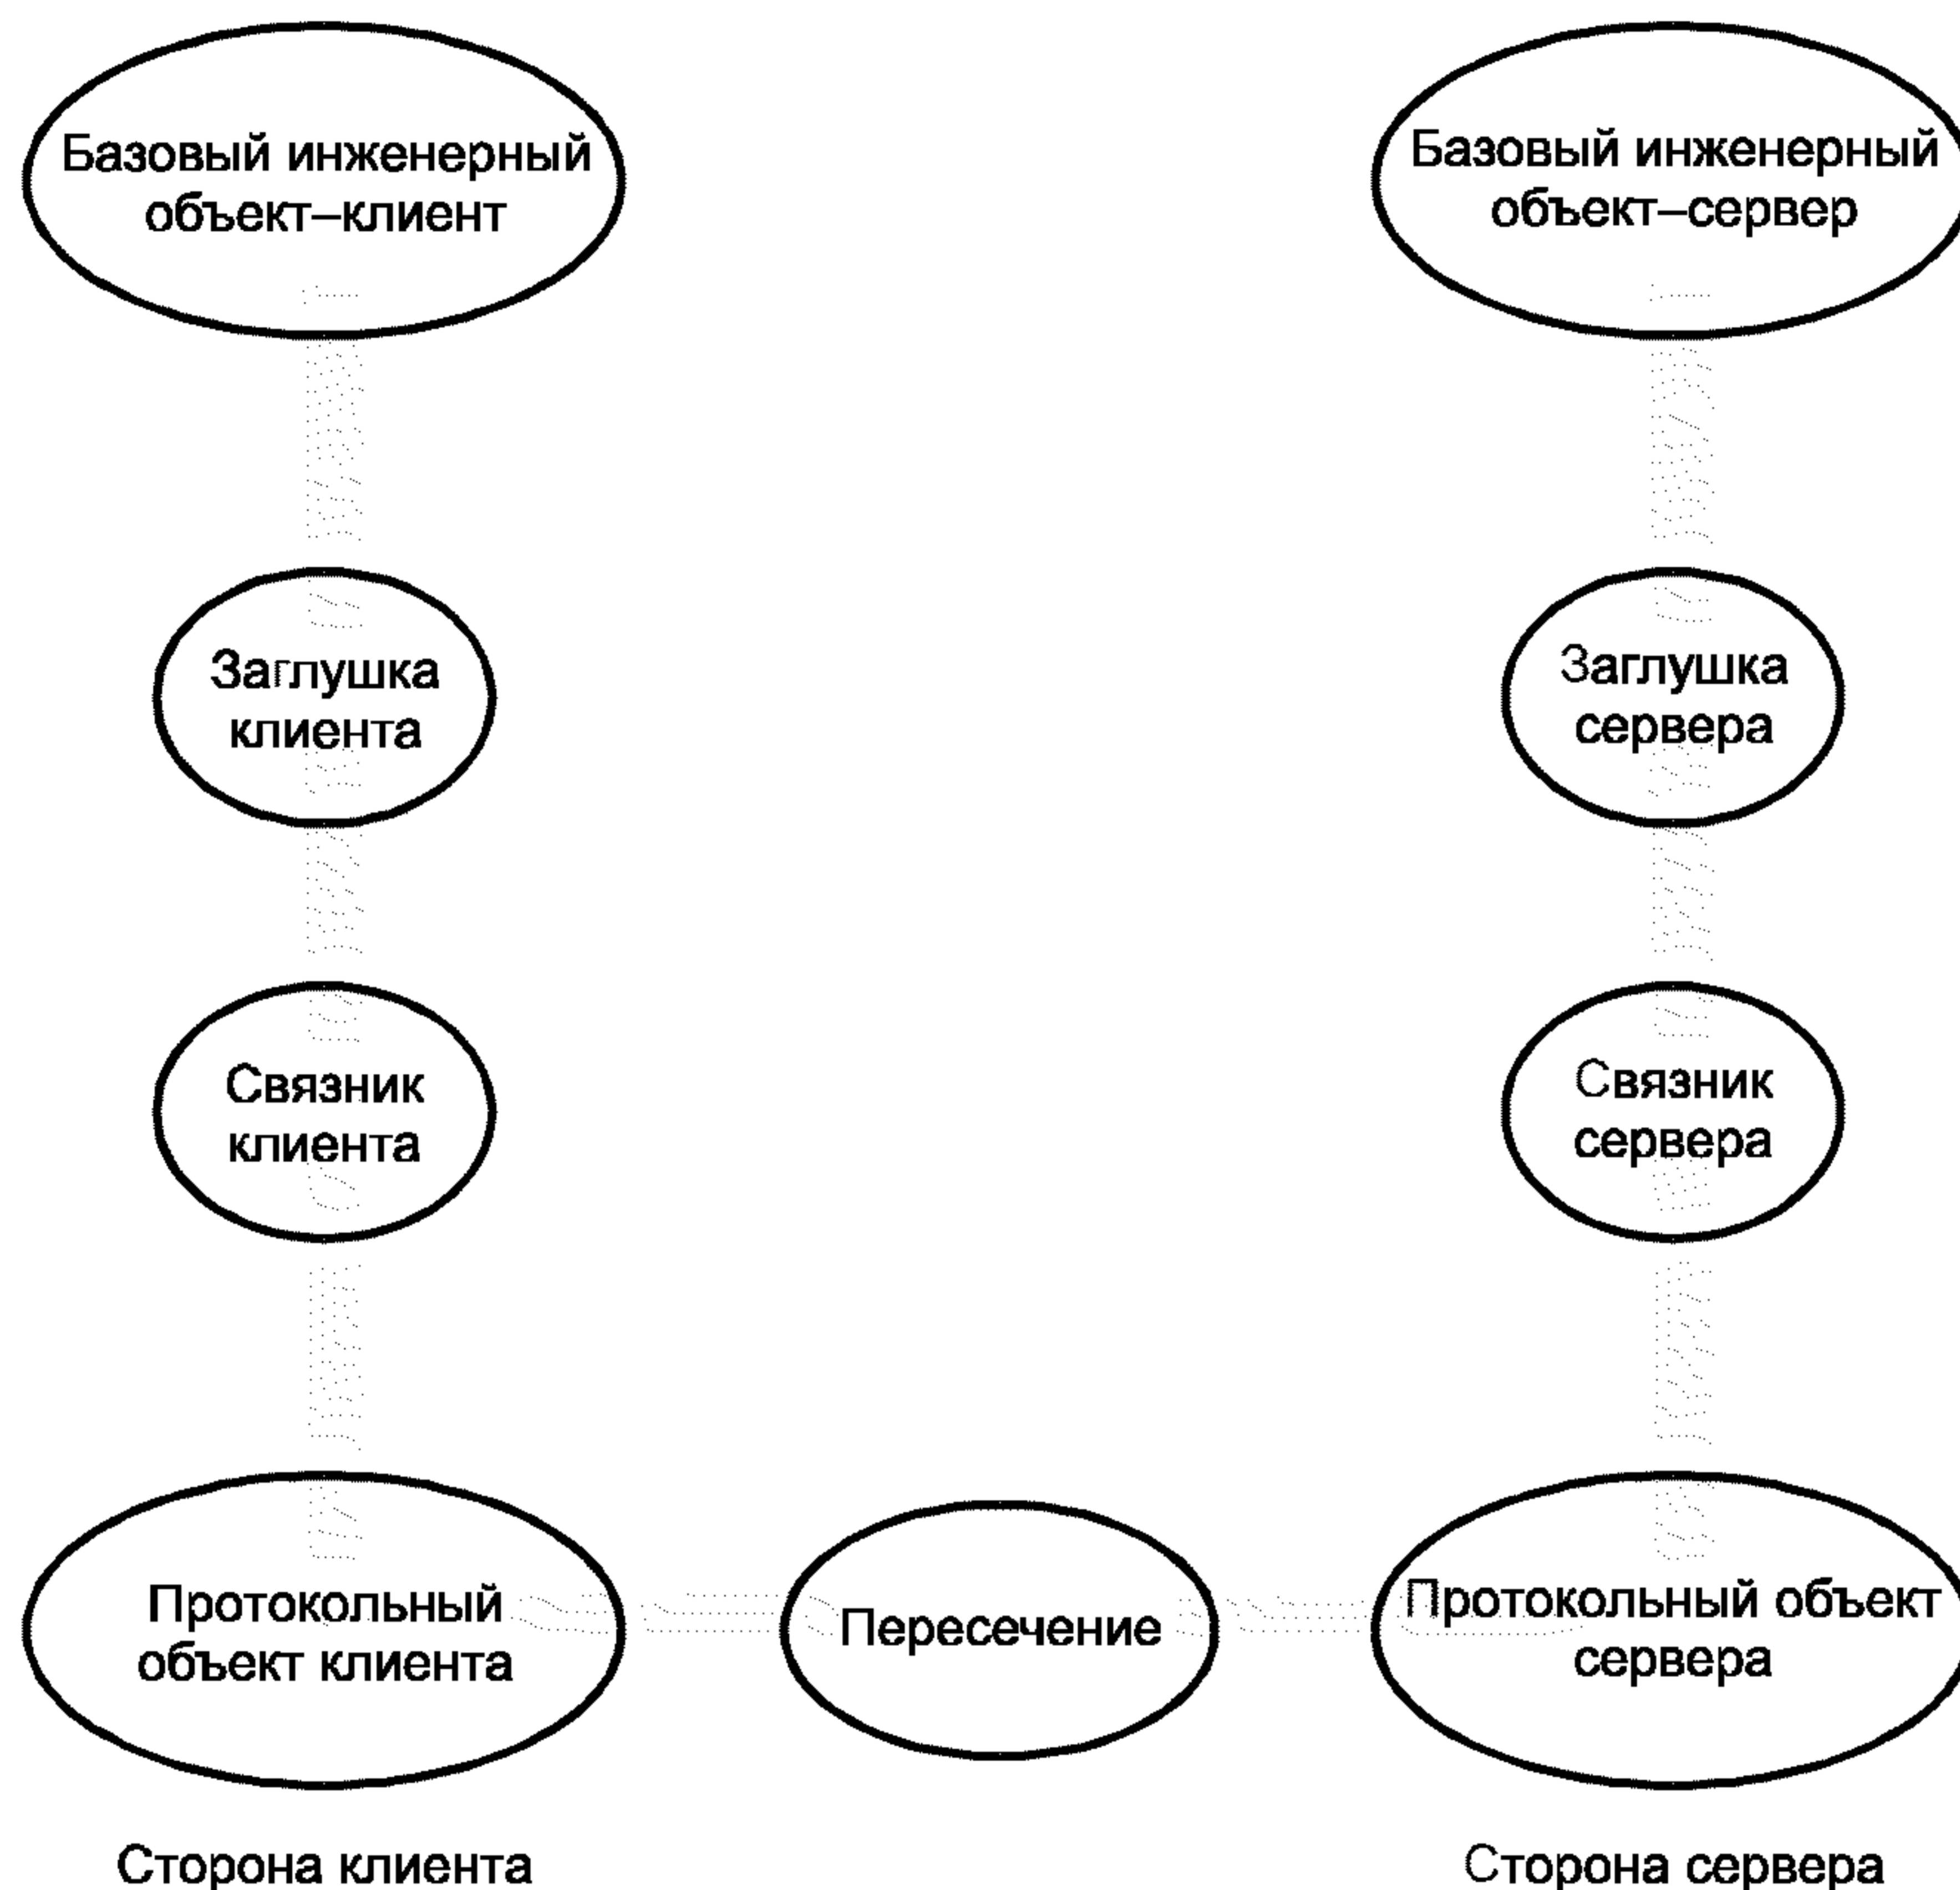 Базовый инженерный
объект–клиент
Базовый инженерный
объект–сервер
Заглушка
клиента
Заглушка
сервера
Связник
клиента
Связник
сервера
Протокольный
объект клиента
Пересечение
Протокольный объект
сервера
Сторона клиента
Сторона сервера